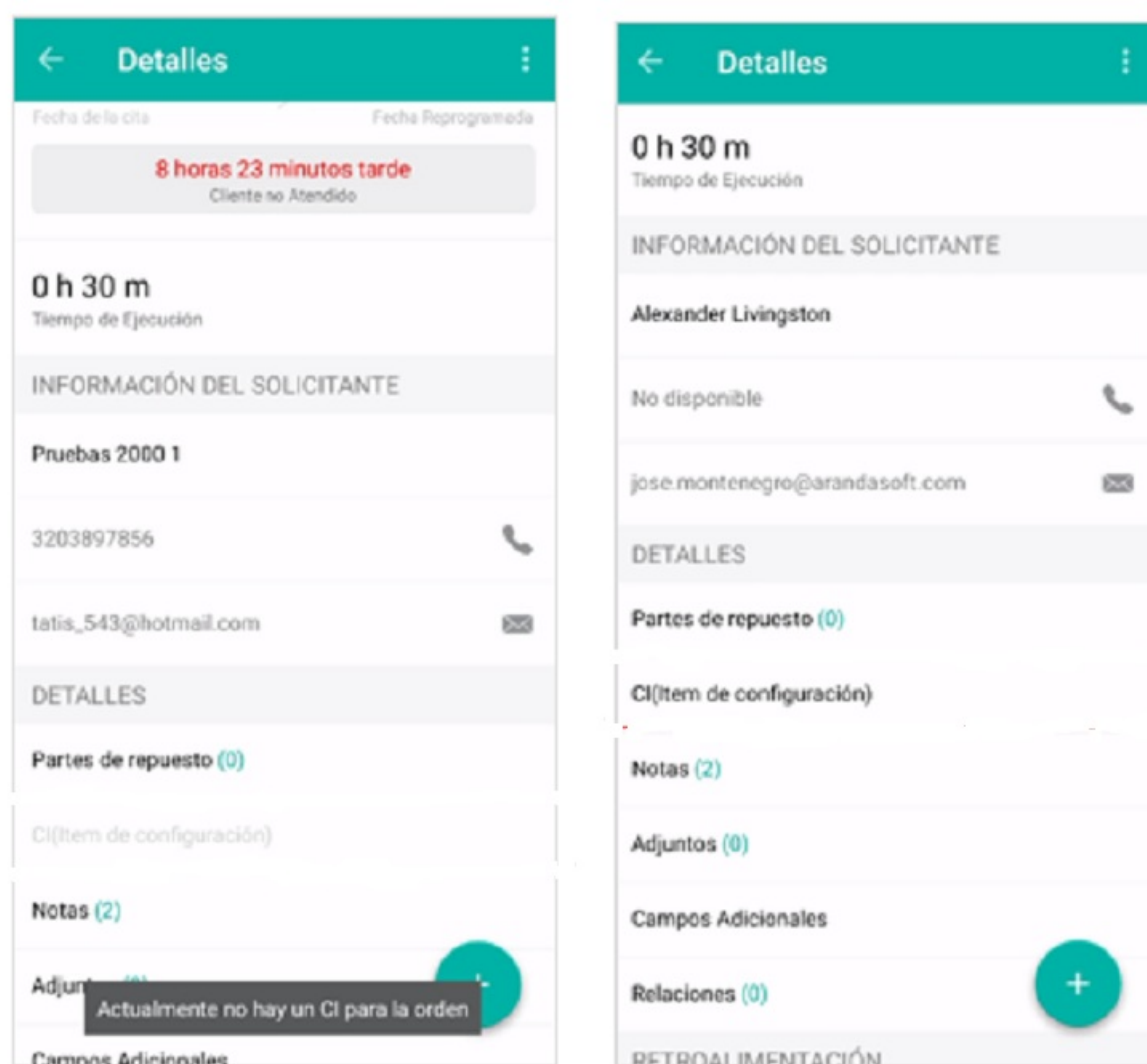 Detalles
Fecha de la cita
Fecha Reprogramada
8 horas 23 minutos tarde
Cliente no Atendido
0 h 30 m
Tiempo de Ejecución
INFORMACIÓN DEL SOLICITANTE
Pruebas 2000 1
3203897856
tatis_543@hotmail.com
DETALLES
Partes de repuesto (0)
CI(Item de configuración)
Notas (2)
Adjun
Actualmente no hay un CI para la orden
Campos Adicionales
Detalles
0 h 30 m
Tiempo de Ejecución
INFORMACIÓN DEL SOLICITANTE
Alexander Livingston
No disponible
jose.montenegro@arandasoft.com
DETALLES
Partes de repuesto (0)
CI(Item de configuración)
Notas (2)
Adjuntos (0)
Campos Adicionales
Relaciones (0)
RETROALIMENTACIÓN